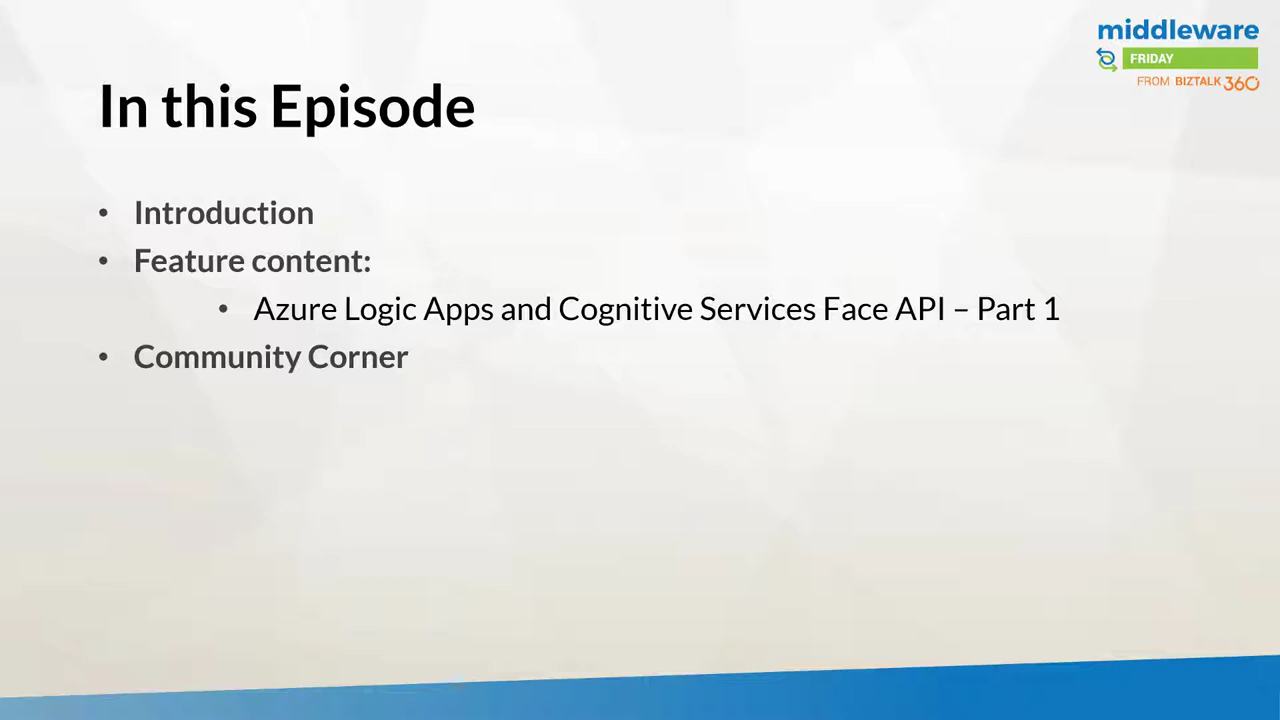 middleware
FRIDAY
FROM BIZTALK 360
In this Episode
• Introduction
• Feature content:
• Azure Logic Apps and Cognitive Services Face API – Part 1
• Community Corner